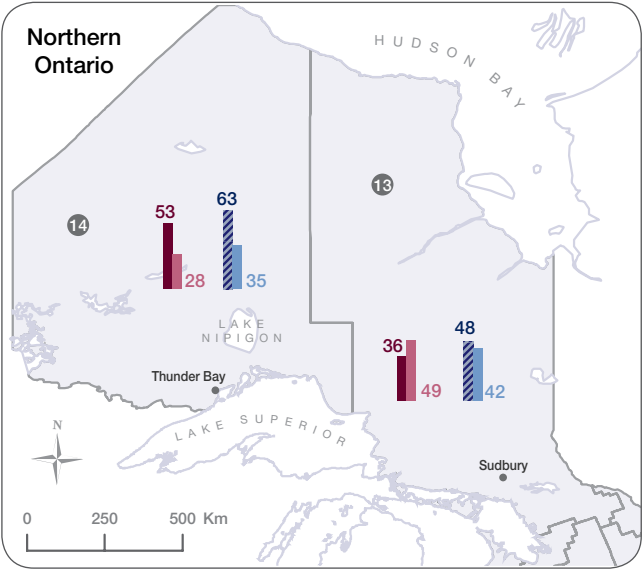 Northern
Ontario
HUDSON BAY
13
14
53
28
63
35
LAKE
NIPIGON
48
36
49
42
Thunder Bay
LAKE SUPERIOR
N
Sudbury
0 250 500 Km